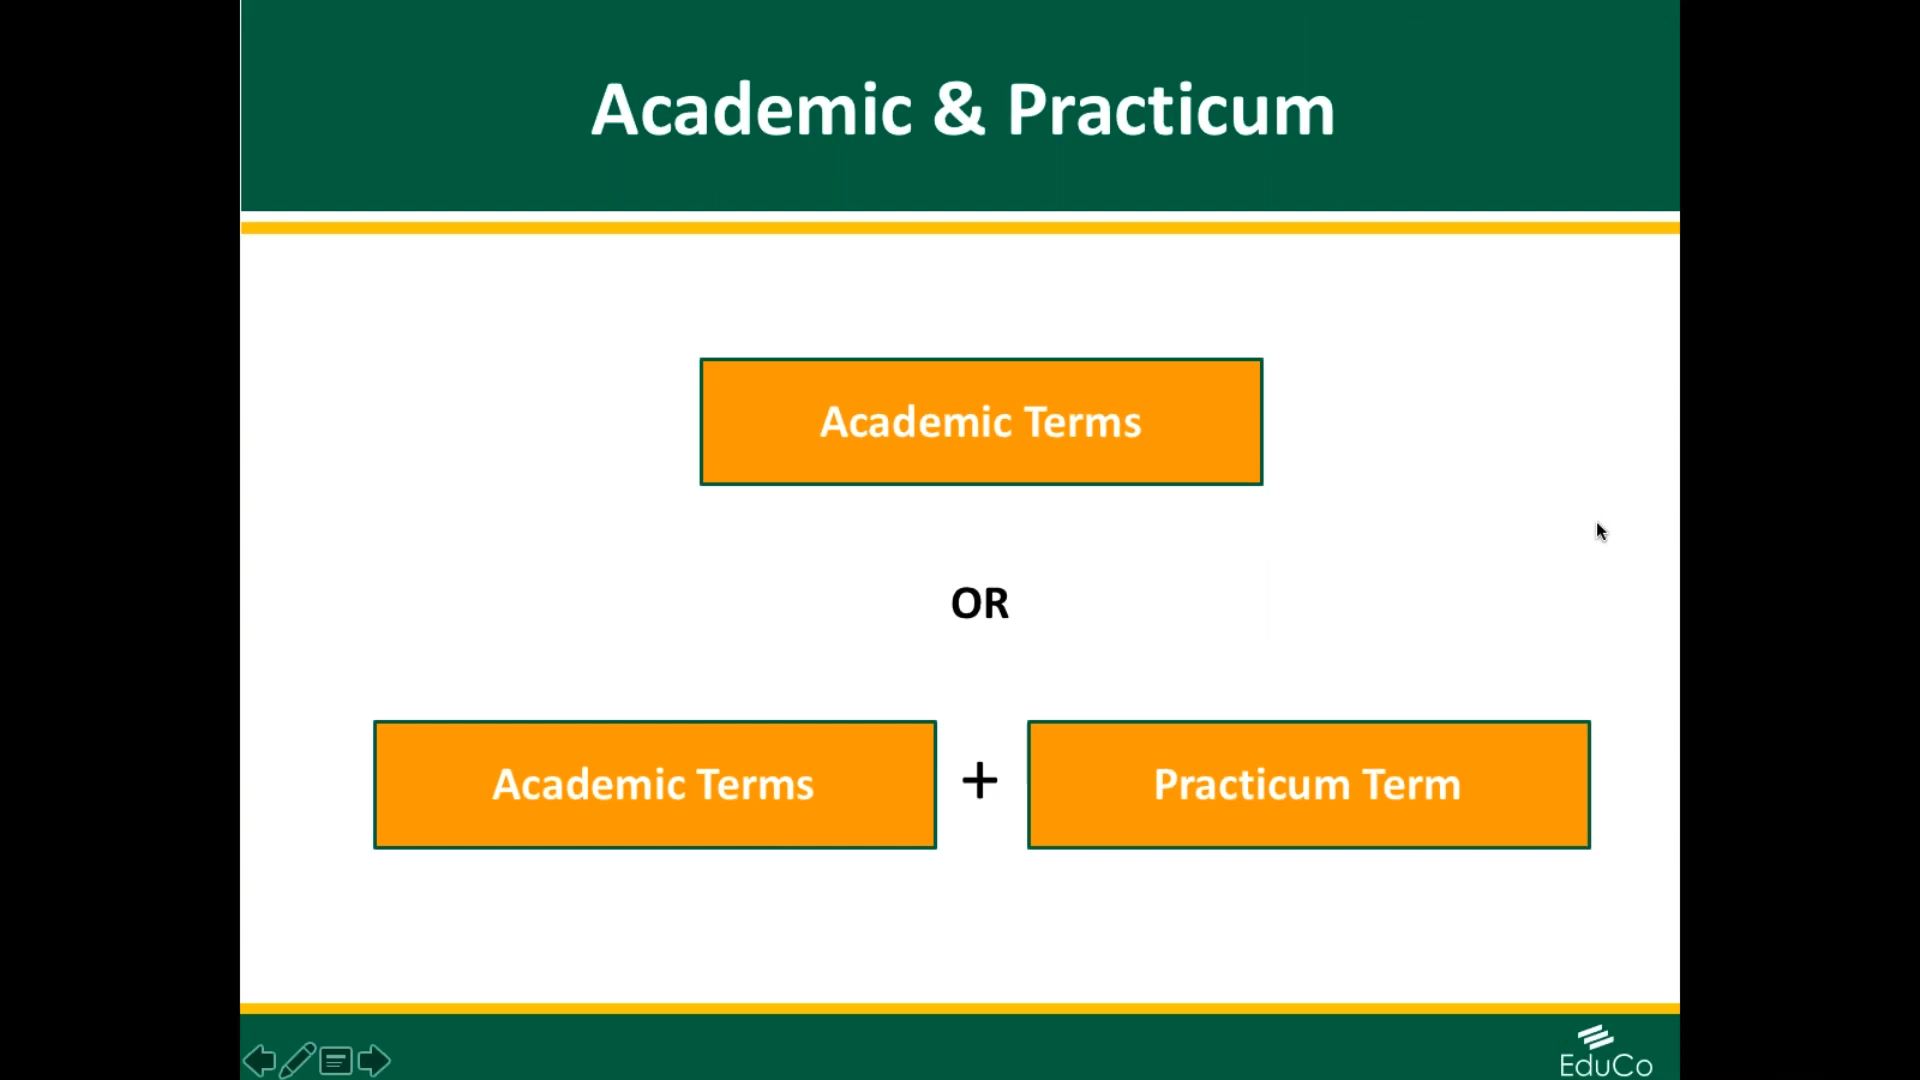 Academic & Practicum
Academic Terms
OR
Academic Terms + Practicum Term
EduCo